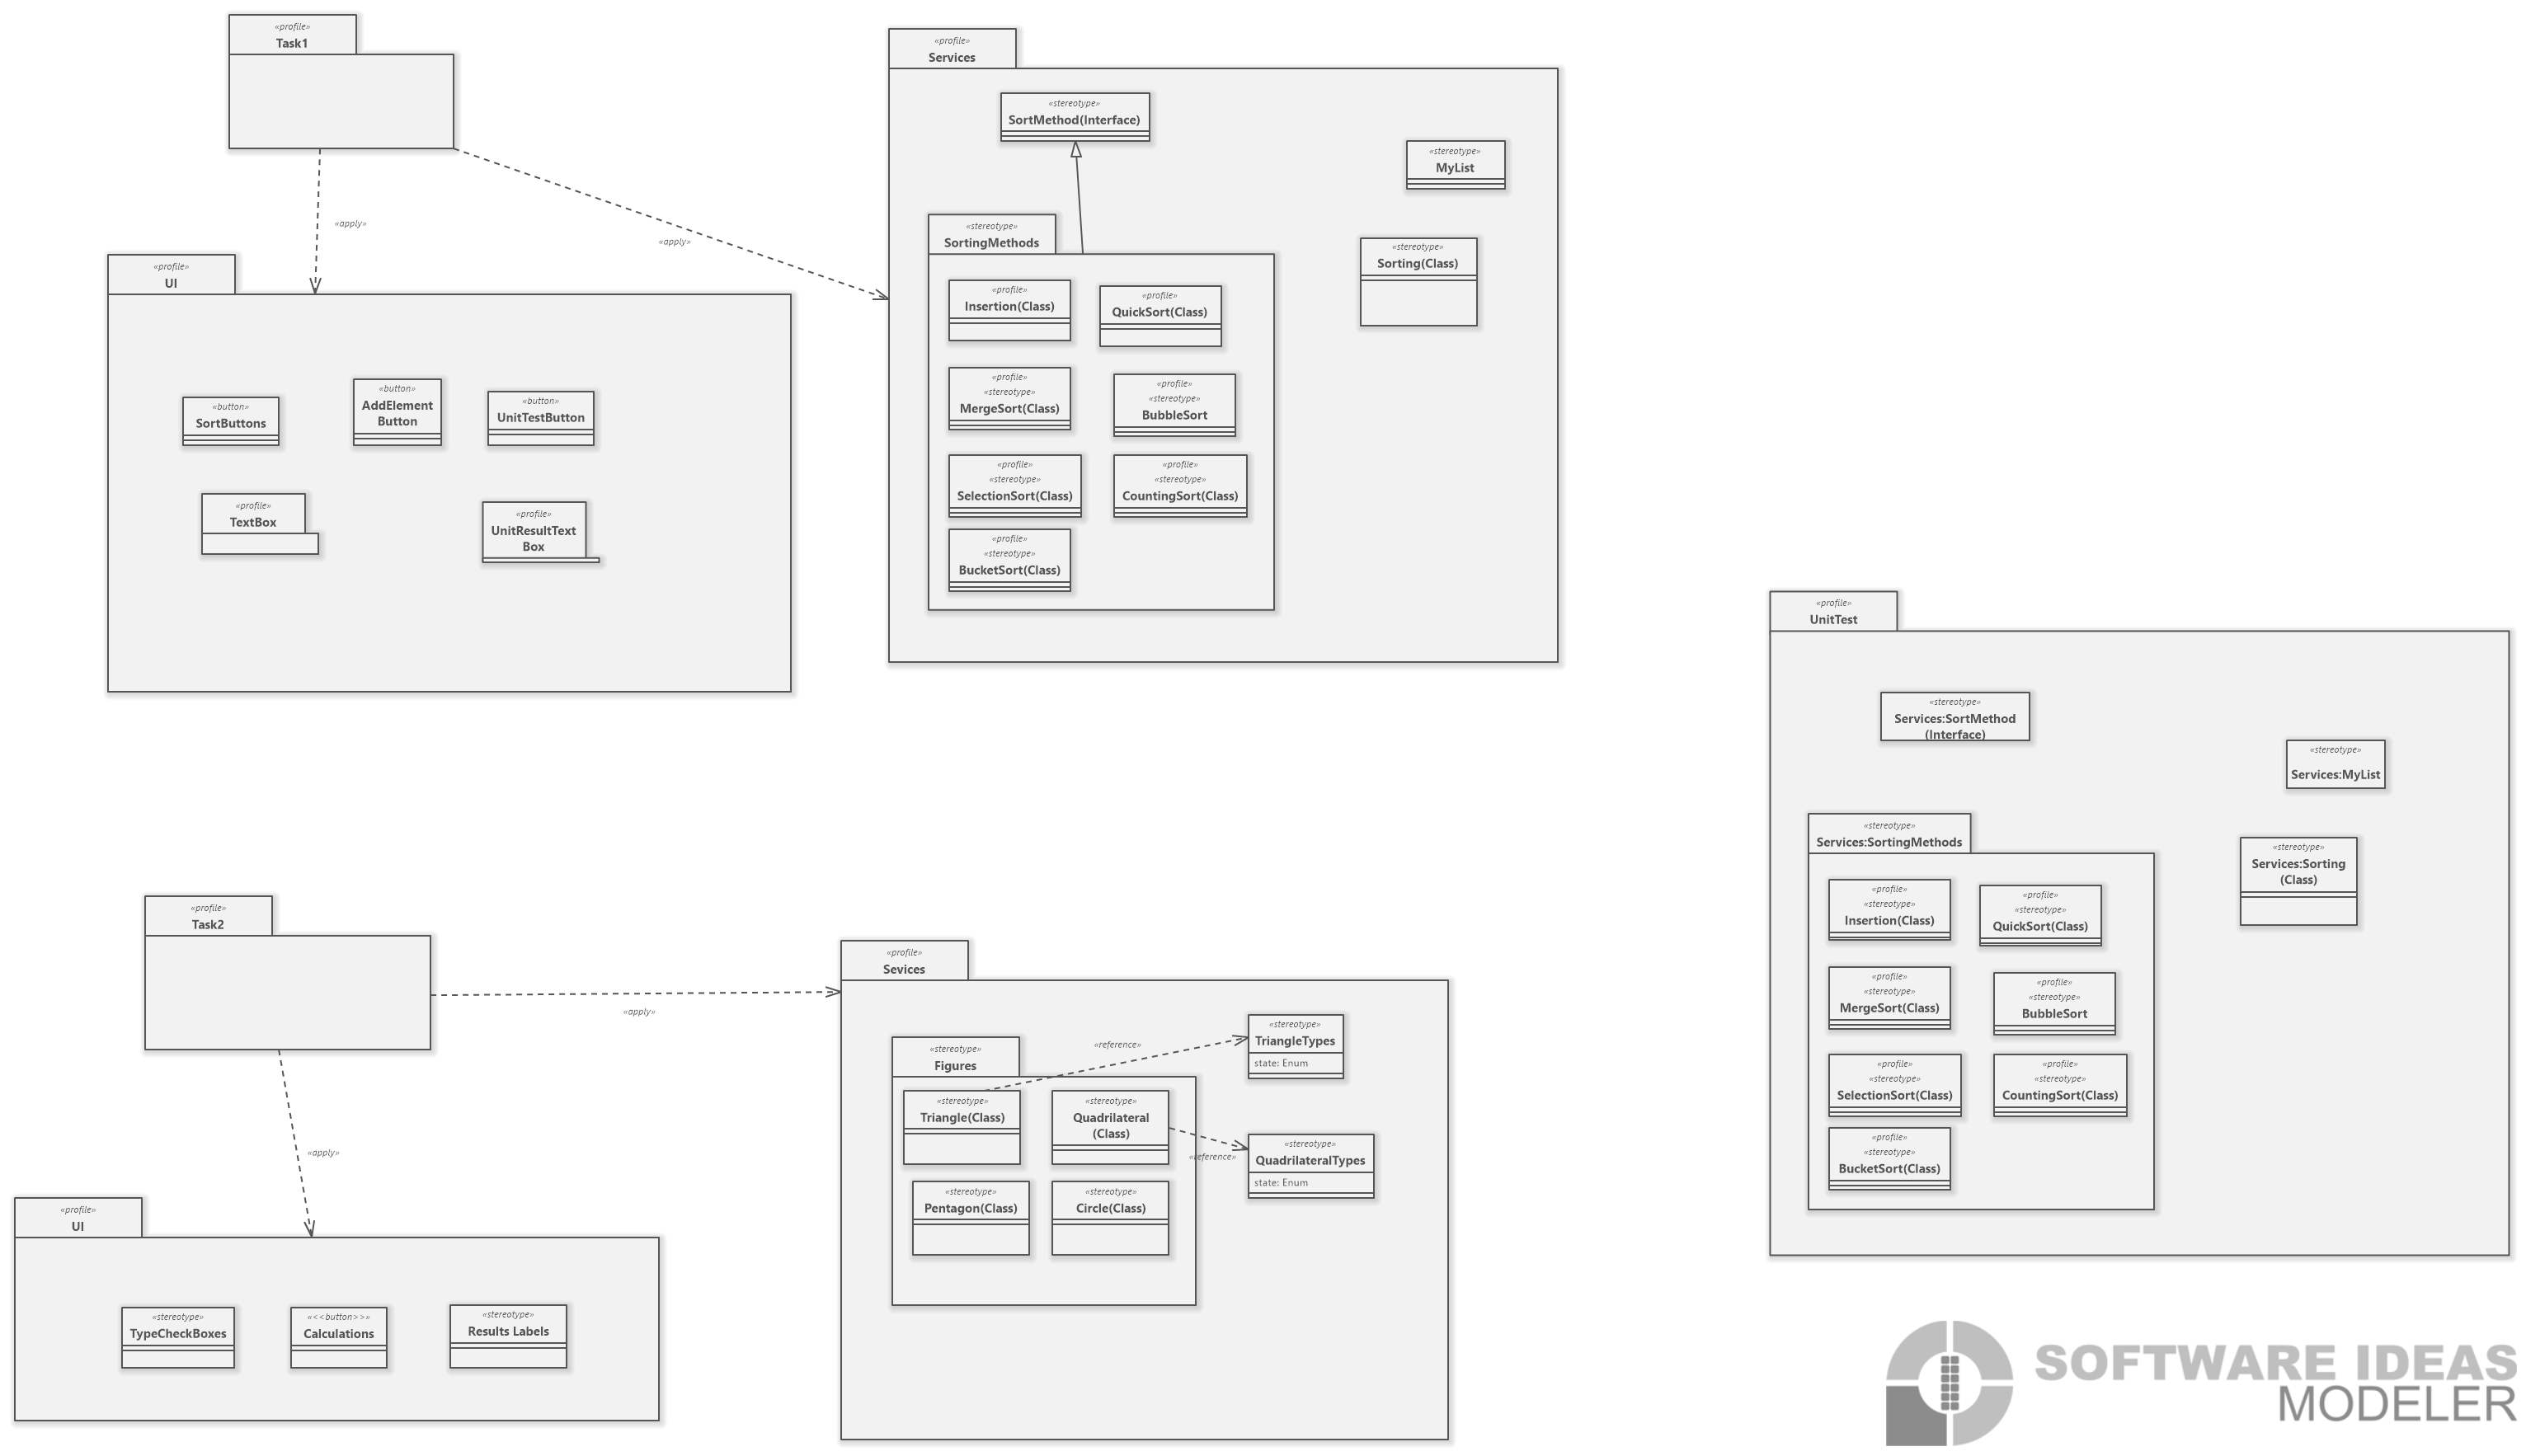 «profile»
Task1
«apply»
«apply»
«profile»
UI
«button»
SortButtons
«button»
AddElement
Button
«button»
UnitTestButton
«profile»
TextBox
«profile»
UnitResultText
Box
«profile»
Services
«stereotype»
SortMethod(Interface)
«stereotype»
MyList
«stereotype»
Sorting(Class)
«stereotype»
SortingMethods
«profile»
Insertion(Class)
«profile»
QuickSort(Class)
«profile»
«stereotype»
MergeSort(Class)
«profile»
«stereotype»
BubbleSort
«profile»
«stereotype»
SelectionSort(Class)
«profile»
«stereotype»
CountingSort(Class)
«profile»
«stereotype»
BucketSort(Class)
«profile»
UnitTest
«stereotype»
Services:SortMethod
(Interface)
«stereotype»
Services:MyList
«stereotype»
Services:Sorting
(Class)
«stereotype»
Services:SortingMethods
«profile»
«stereotype»
Insertion(Class)
«profile»
«stereotype»
QuickSort(Class)
«profile»
«stereotype»
MergeSort(Class)
«profile»
«stereotype»
BubbleSort
«profile»
«stereotype»
SelectionSort(Class)
«profile»
«stereotype»
CountingSort(Class)
«profile»
«stereotype»
BucketSort(Class)
«profile»
Task2
«apply»
«apply»
«profile»
UI
«stereotype»
TypeCheckBoxes
«<<button>>»
Calculations
«stereotype»
Results Labels
«profile»
Sevices
«stereotype»
Figures
«reference»
«stereotype»
TriangleTypes
state: Enum
«stereotype»
Triangle(Class)
«stereotype»
Quadrilateral
(Class)
«reference»
«stereotype»
QuadrilateralTypes
state: Enum
«stereotype»
Pentagon(Class)
«stereotype»
Circle(Class)
SOFTWARE IDEAS
MODELER